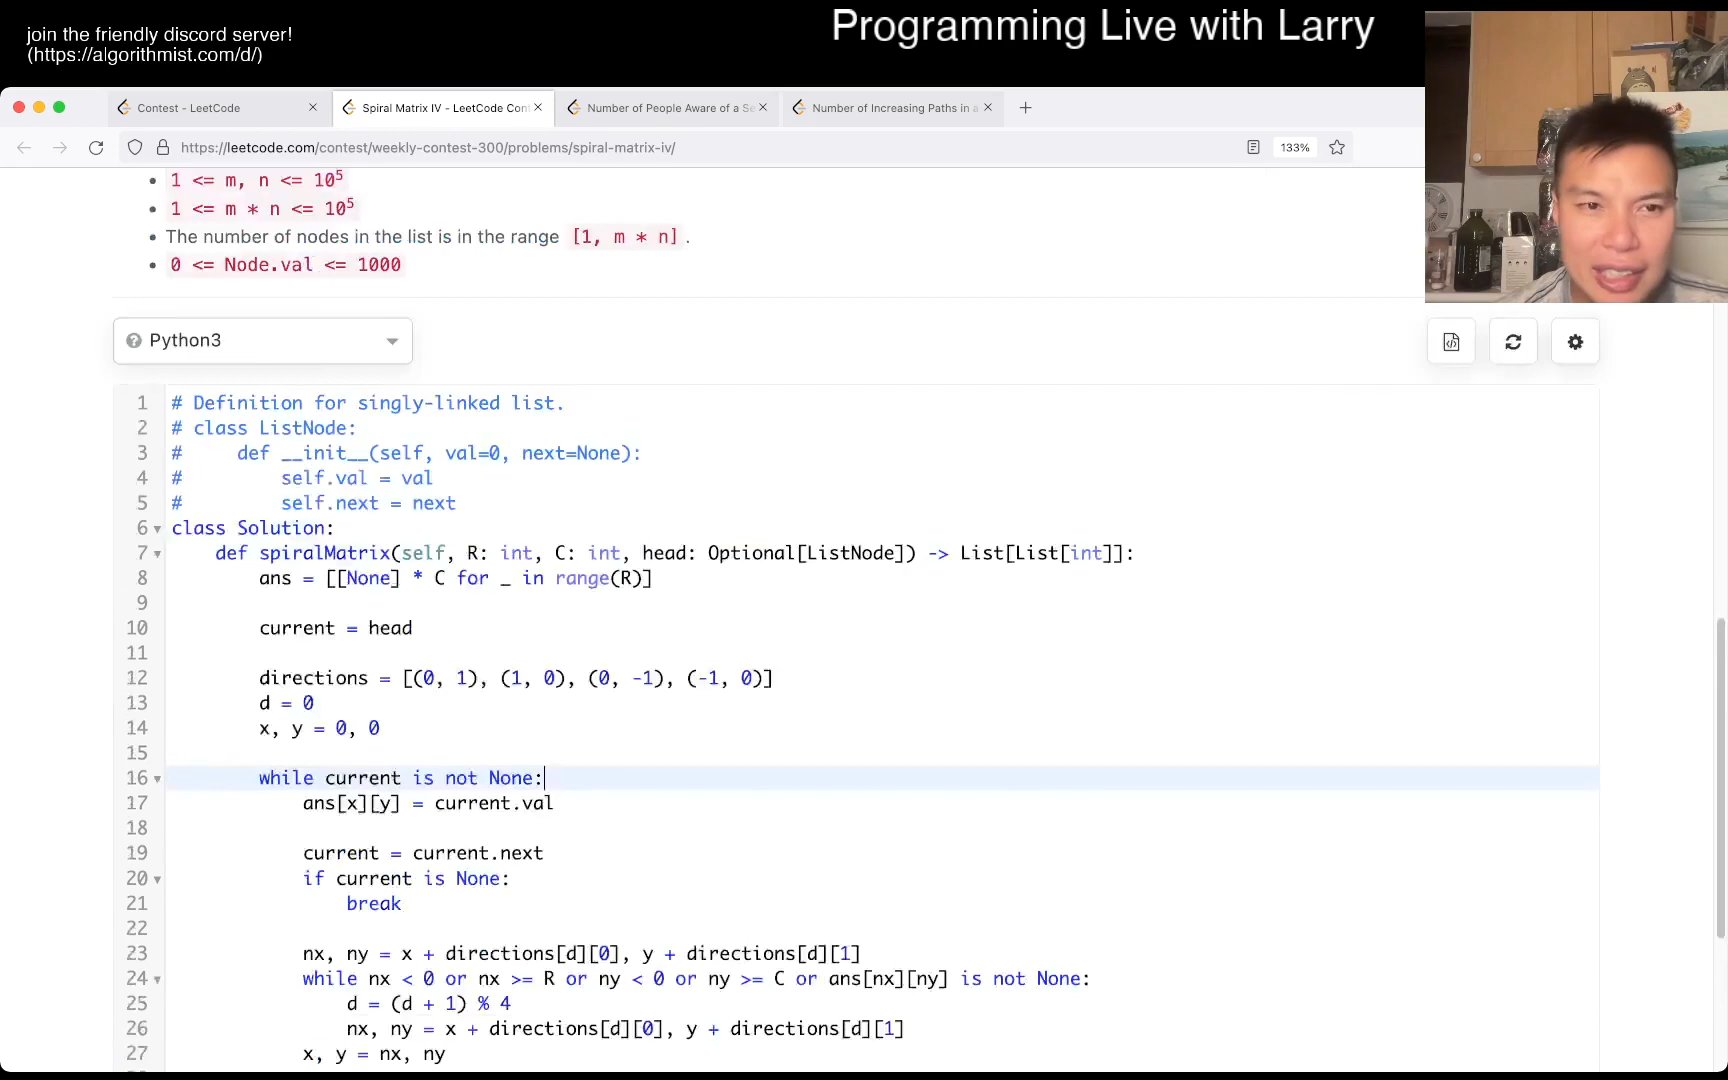 join the friendly discord server!
(https://algorithmist.com/d/)
Programming Live with Larry
Contest - LeetCode
Spiral Matrix IV - LeetCode Cont
Number of People Aware of a Se
Number of Increasing Paths in a
https://leetcode.com/contest/weekly-contest-300/problems/spiral-matrix-iv/
133%
1 <= m, n <= 10⁵
1 <= m * n <= 10⁵
The number of nodes in the list is in the range [1, m * n] .
0 <= Node.val <= 1000
Python3
1 # Definition for singly-linked list.
2 # class ListNode:
3 #     def __init__(self, val=0, next=None):
4 #         self.val = val
5 #         self.next = next
6 class Solution:
7     def spiralMatrix(self, R: int, C: int, head: Optional[ListNode]) -> List[List[int]]:
8         ans = [[None] * C for _ in range(R)]
9
10         current = head
11
12         directions = [(0, 1), (1, 0), (0, -1), (-1, 0)]
13         d = 0
14         x, y = 0, 0
15
16         while current is not None:
17             ans[x][y] = current.val
18
19             current = current.next
20             if current is None:
21                 break
22
23             nx, ny = x + directions[d][0], y + directions[d][1]
24             while nx < 0 or nx >= R or ny < 0 or ny >= C or ans[nx][ny] is not None:
25                 d = (d + 1) % 4
26                 nx, ny = x + directions[d][0], y + directions[d][1]
27             x, y = nx, ny